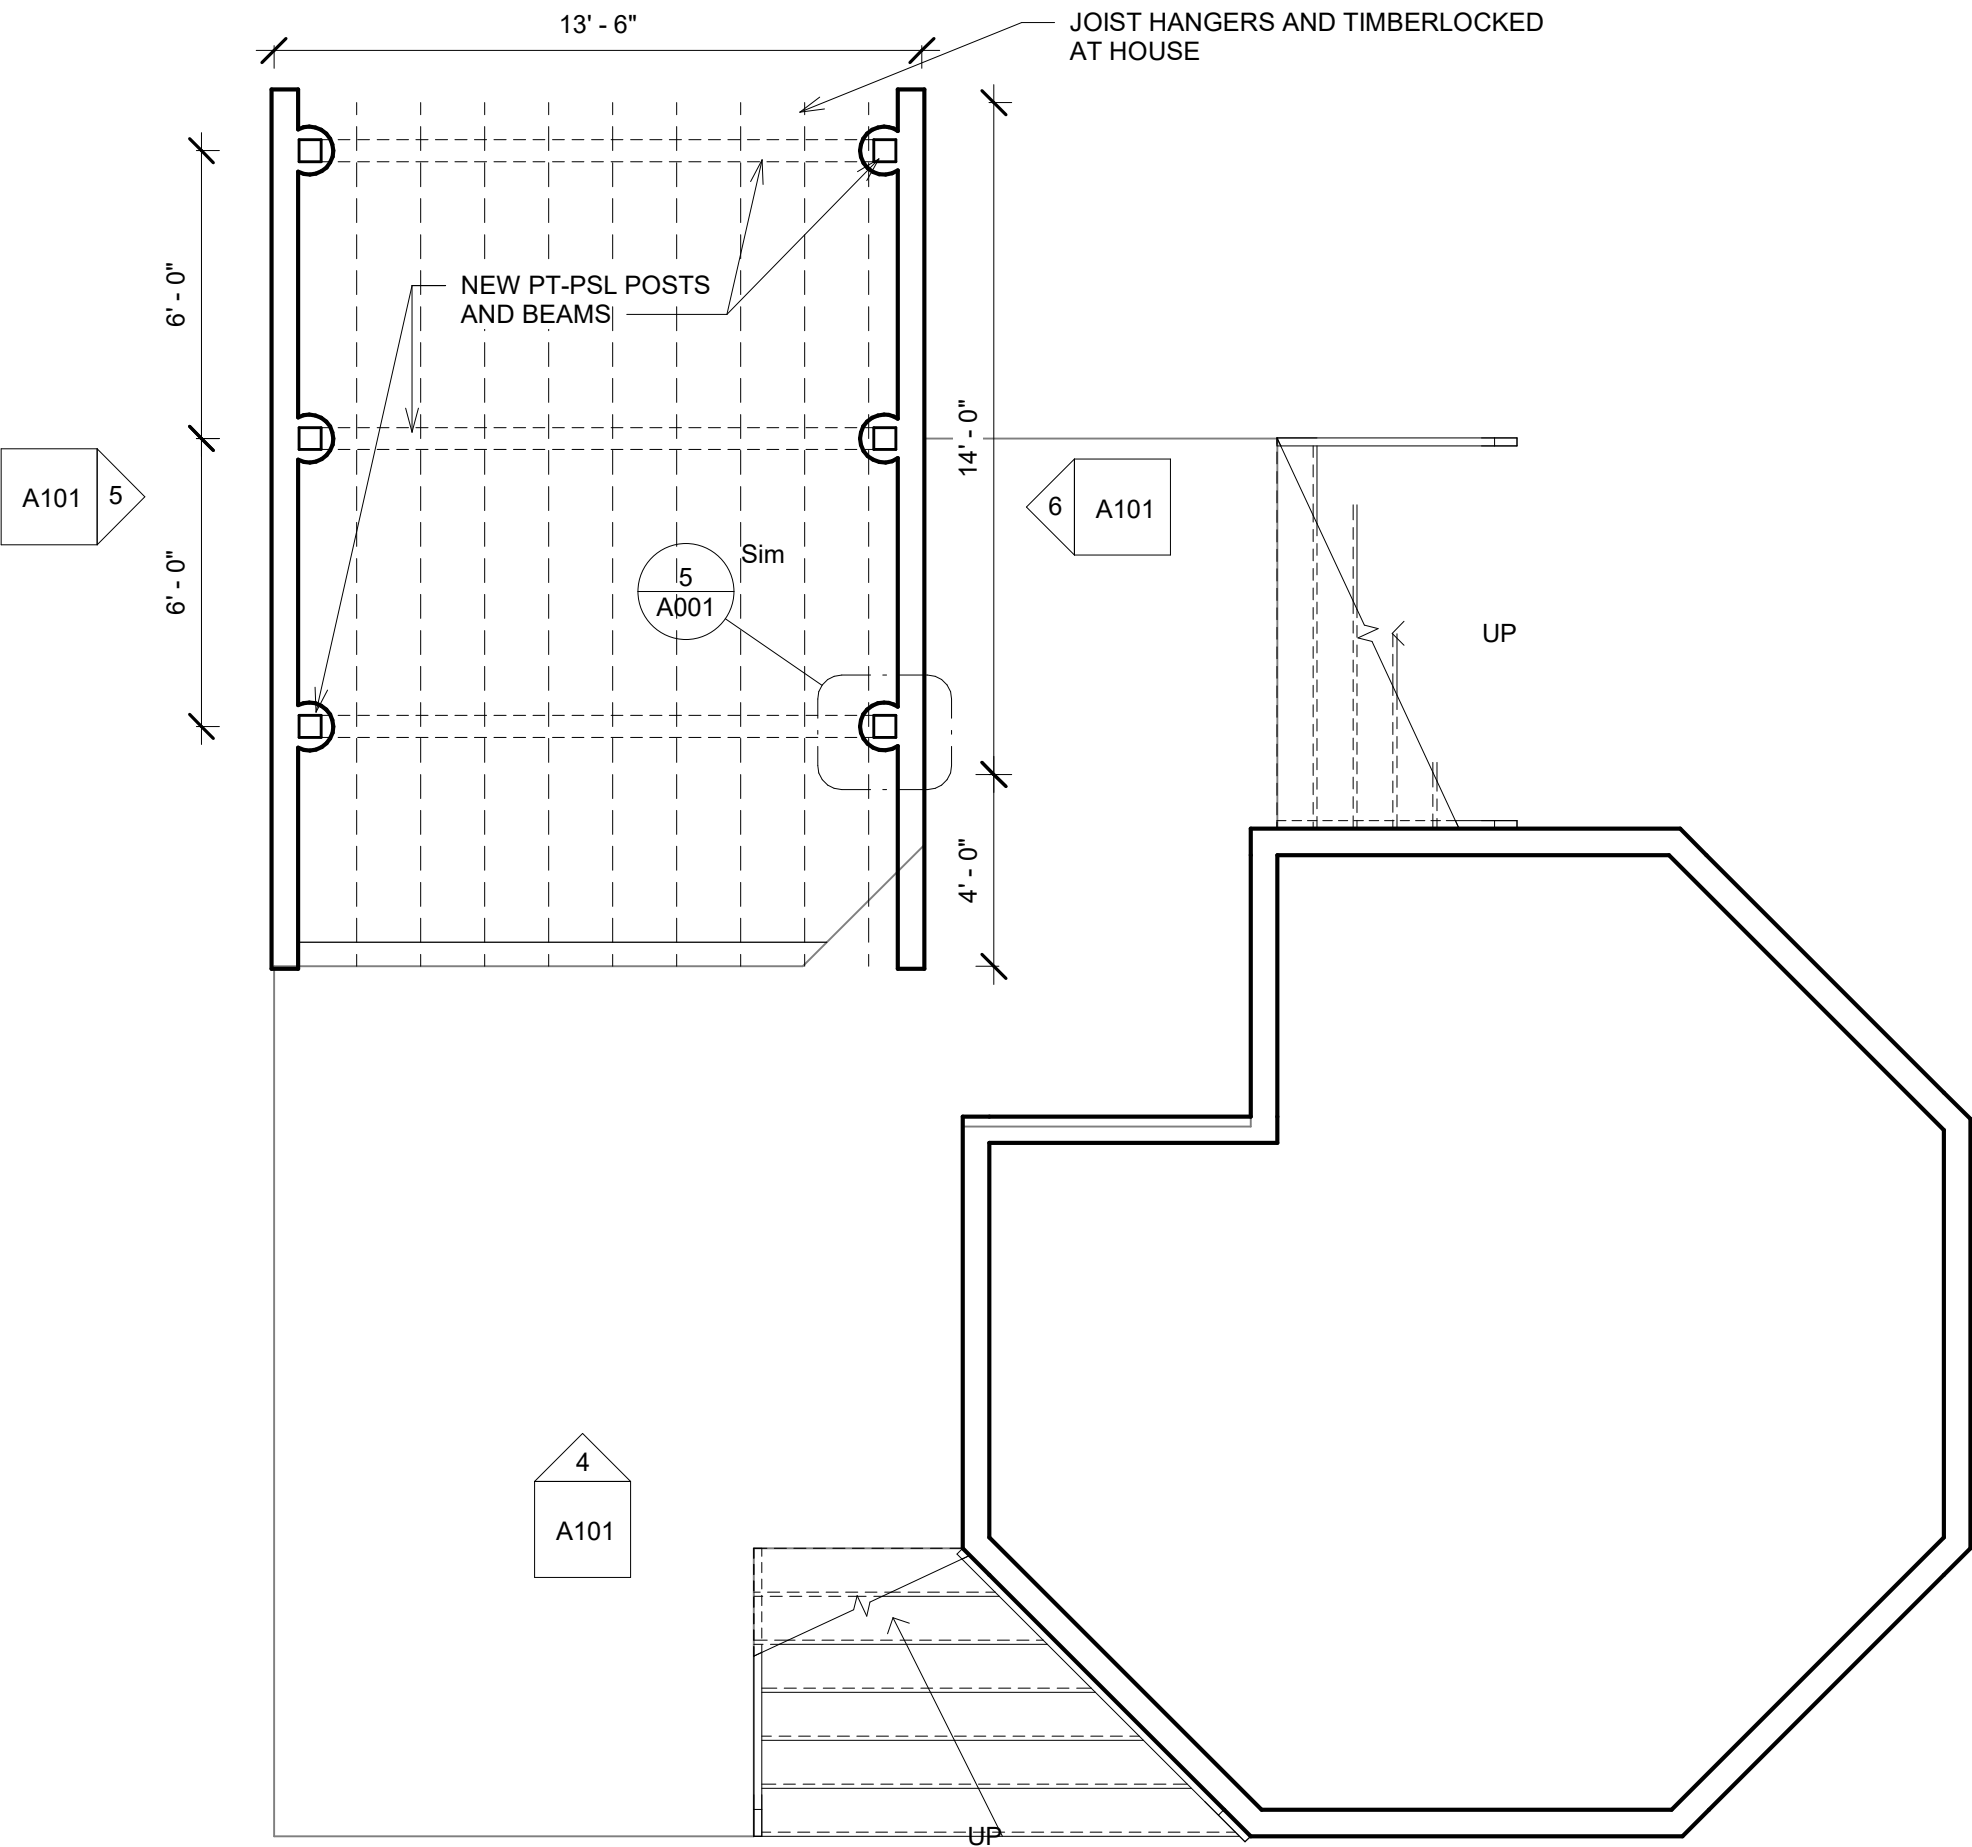 13' - 6"
JOIST HANGERS AND TIMBERLOCKED
AT HOUSE
6' - 0"
NEW PT-PSL POSTS
AND BEAMS
14' - 0"
A101
5
6
A101
6' - 0"
Sim
5
A001
UP
4' - 0"
4
A101
UP